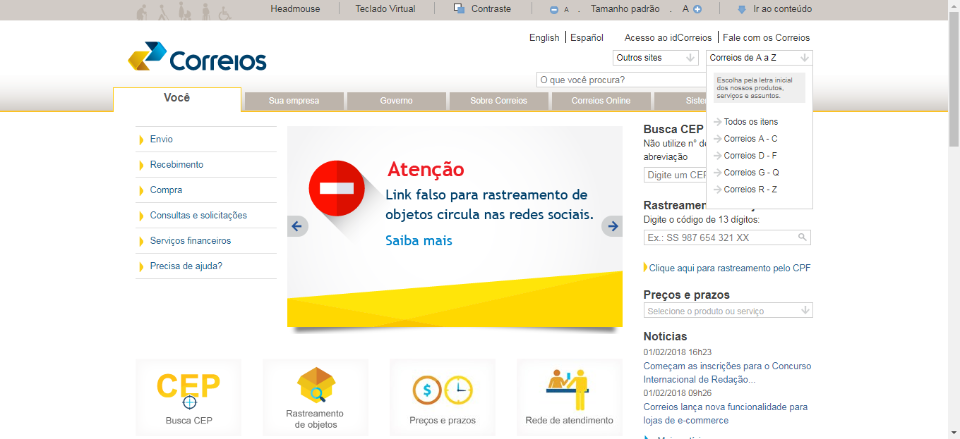 Headmouse
Teclado Virtual
Contraste
A . Tamanho padrão . A
Ir ao conteúdo
English | Español
Acesso ao idCorreios | Fale com os Correios
Correios
Outros sites
Correios de A a Z
O que você procura?
Escolha pela letra inicial
dos nossos produtos,
serviços e assuntos.
Todos os itens
Correios A - C
Correios D - F
Correios G - Q
Correios R - Z
Você
Sua empresa
Governo
Sobre Correios
Correios Online
Envio
Recebimento
Compra
Consultas e solicitações
Serviços financeiros
Precisa de ajuda?
Atenção
Link falso para rastreamento de
objetos circula nas redes sociais.
Saiba mais
Busca CEP
Não utilize n° de
abreviação
Digite um CEP
Rastreamento
Digite o código de 13 dígitos:
Ex.: SS 987 654 321 XX
Clique aqui para rastreamento pelo CPF
Preços e prazos
Selecione o produto ou serviço
Notícias
01/02/2018 16h23
Começam as inscrições para o Concurso
Internacional de Redação...
01/02/2018 09h26
Correios lança nova funcionalidade para
lojas de e-commerce
CEP
Busca CEP
Rastreamento
de objetos
$
Preços e prazos
Rede de atendimento